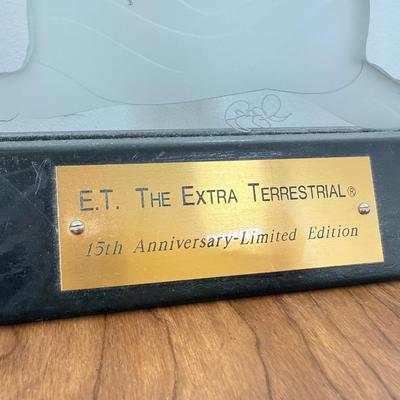 E.T. The Extra Terrestrial®
15th Anniversary-Limited Edition